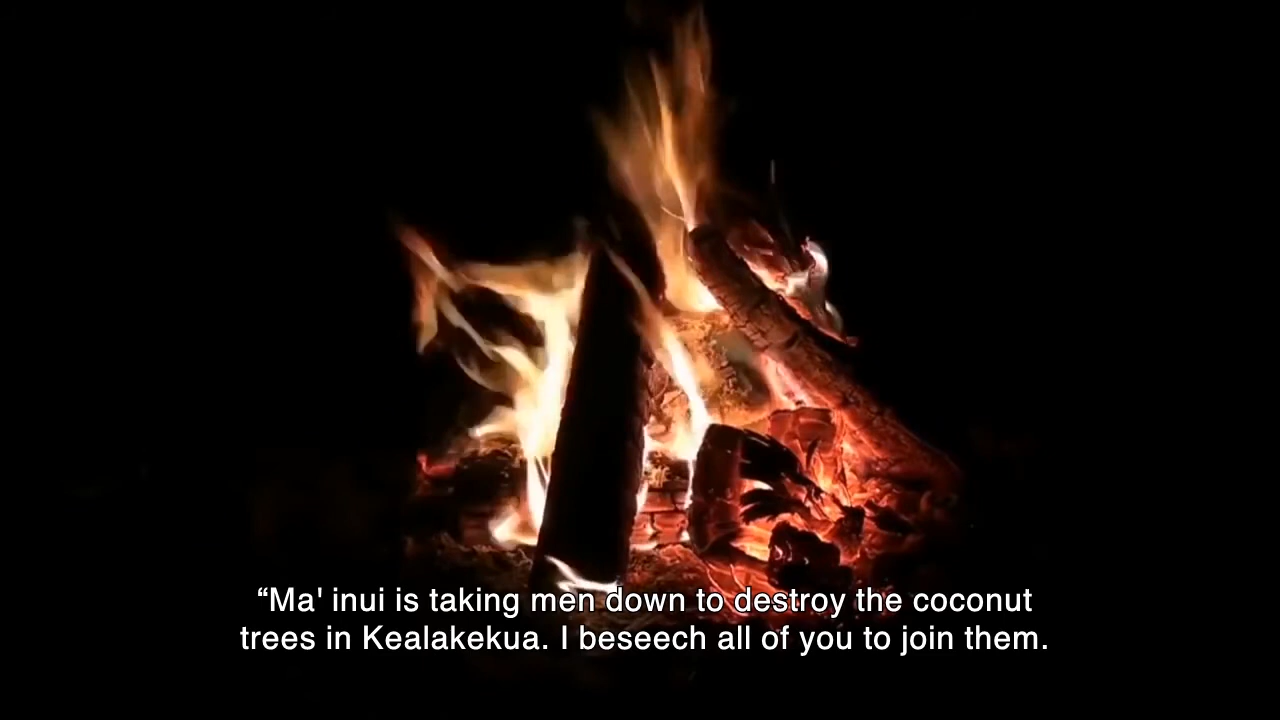 “Ma' inui is taking men down to destroy the coconut
trees in Kealakekua. I beseech all of you to join them.